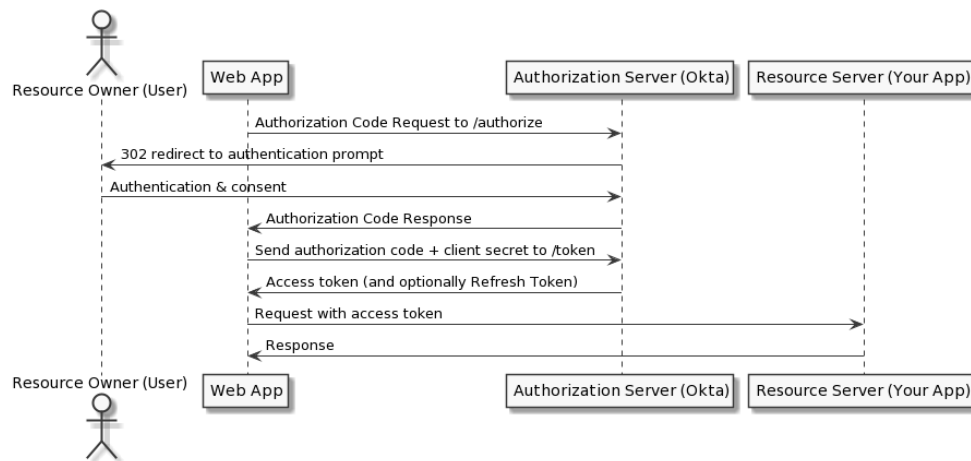 Resource Owner (User)
Web App
Authorization Server (Okta)
Resource Server (Your App)
Authorization Code Request to /authorize
302 redirect to authentication prompt
Authentication & consent
Authorization Code Response
Send authorization code + client secret to /token
Access token (and optionally Refresh Token)
Request with access token
Response
Resource Owner (User)
Web App
Authorization Server (Okta)
Resource Server (Your App)